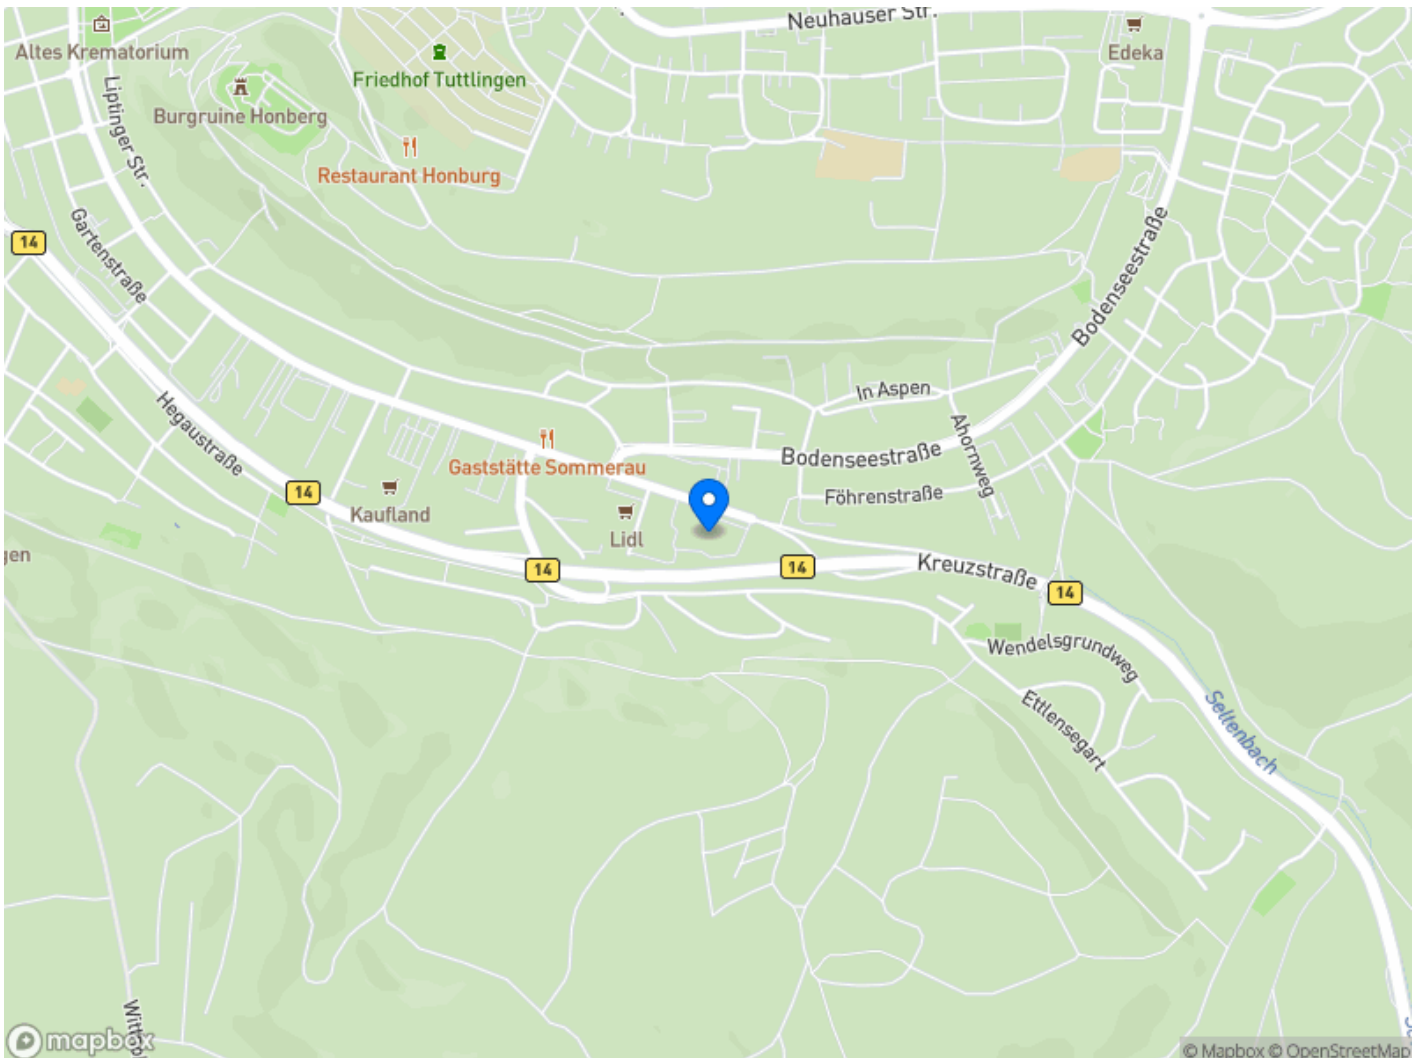 Neuhauser Str.
Altes Krematorium
Edeka
Friedhof Tuttlingen
Liptinger Str.
Burgruine Honberg
Restaurant Honburg
Gartenstraße
14
Bodenseestraße
In Aspen
Hegaustraße
Ahornweg
Gaststätte Sommerau
Bodenseestraße
14
Kaufland
Föhrenstraße
Lidl
gen
14
14
Kreuzstraße
14
Wendelsgrundweg
Ettlensegart
Seltenbach
mapbox
© Mapbox © OpenStreetMap